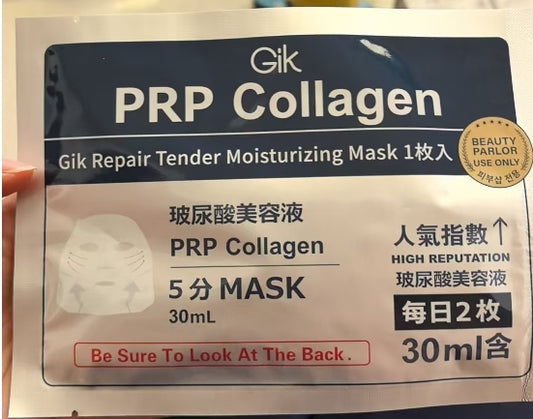 Gik
PRP Collagen
Gik Repair Tender Moisturizing Mask 1枚入
BEAUTY
PARLOR
USE ONLY
피부샵 전용
玻尿酸美容液
PRP Collagen
5分 MASK
30mL
Be Sure To Look At The Back.
人氣指數↑
HIGH REPUTATION
玻尿酸美容液
每日2枚
30ml含